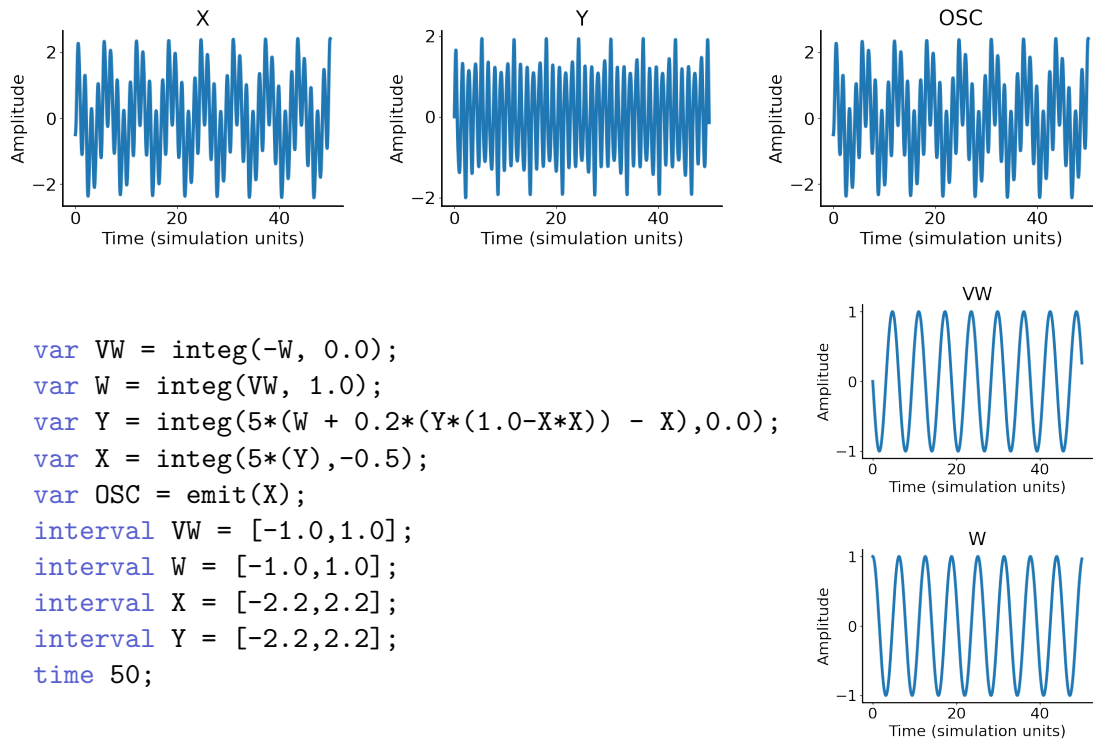 X
Amplitude
2
0
−2
0 20 40
Time (simulation units)
Y
Amplitude
2
0
−2
0 20 40
Time (simulation units)
OSC
Amplitude
2
0
−2
0 20 40
Time (simulation units)
var VW = integ(-W, 0.0);
var W = integ(VW, 1.0);
var Y = integ(5*(W + 0.2*(Y*(1.0-X*X)) - X),0.0);
var X = integ(5*(Y),-0.5);
var OSC = emit(X);
interval VW = [-1.0,1.0];
interval W = [-1.0,1.0];
interval X = [-2.2,2.2];
interval Y = [-2.2,2.2];
time 50;
VW
Amplitude
1
0
−1
0 20 40
Time (simulation units)
W
Amplitude
1
0
−1
0 20 40
Time (simulation units)